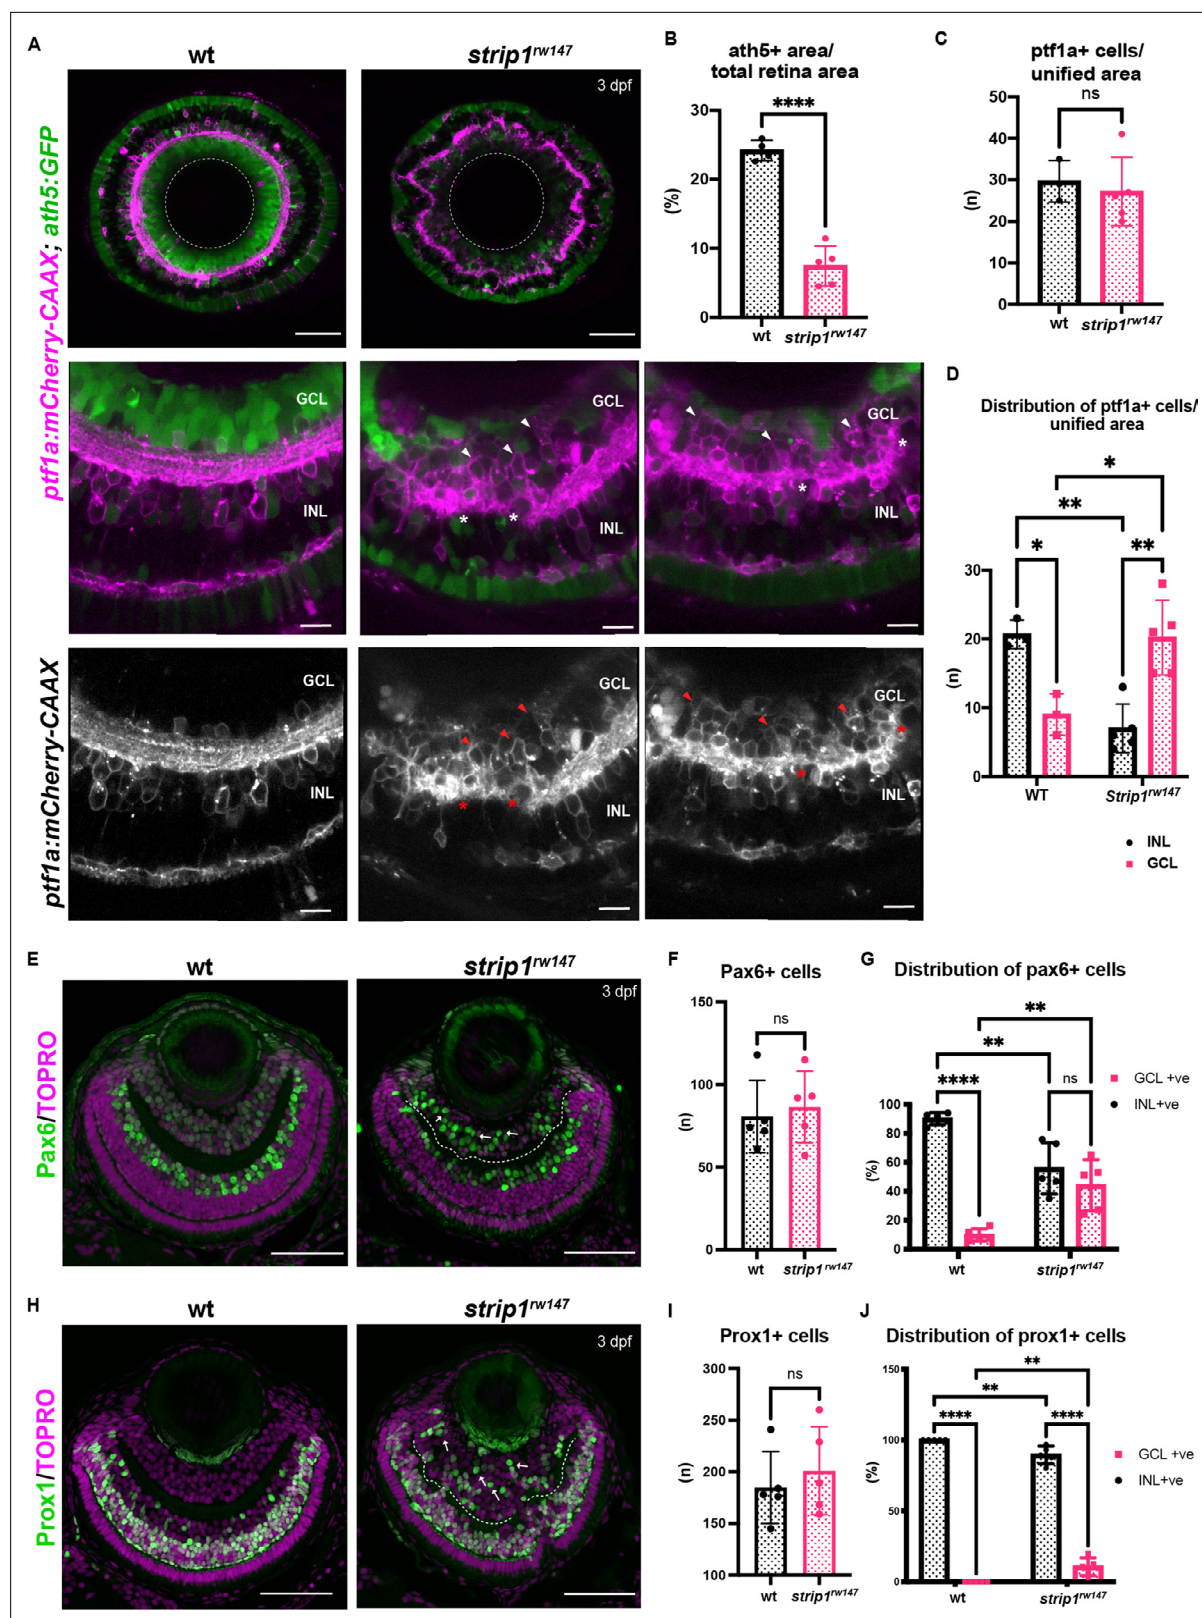 A
wt
strip1rw147
3 dpf
ptf1a:mCherry-CAAX; ath5:GFP
GCL
INL
GCL
INL
GCL
INL
*
*
*
*
ptf1a:mCherry-CAAX
GCL
INL
GCL
INL
GCL
INL
*
*
*
*
B
ath5+ area/
total retina area
****
(%)
30
20
10
0
wt
strip1rw147
C
ptf1a+ cells/
unified area
ns
(n)
50
40
30
20
10
0
wt
strip1rw147
D
Distribution of ptf1a+ cells/
unified area
*
**
*
**
(n)
30
20
10
0
WT
Strip1rw147
INL
GCL
E
wt
strip1rw147
3 dpf
Pax6/TOPRO
F
Pax6+ cells
ns
(n)
150
100
50
0
wt
strip1rw147
G
Distribution of pax6+ cells
**
**
****
ns
GCL +ve
INL+ve
(%)
100
80
60
40
20
0
wt
strip1rw147
H
wt
strip1rw147
3 dpf
Prox1/TOPRO
I
Prox1+ cells
ns
(n)
300
250
200
150
100
wt
strip1rw147
J
Distribution of prox1+ cells
**
**
****
****
GCL +ve
INL+ve
(%)
150
100
50
0
wt
strip1rw147